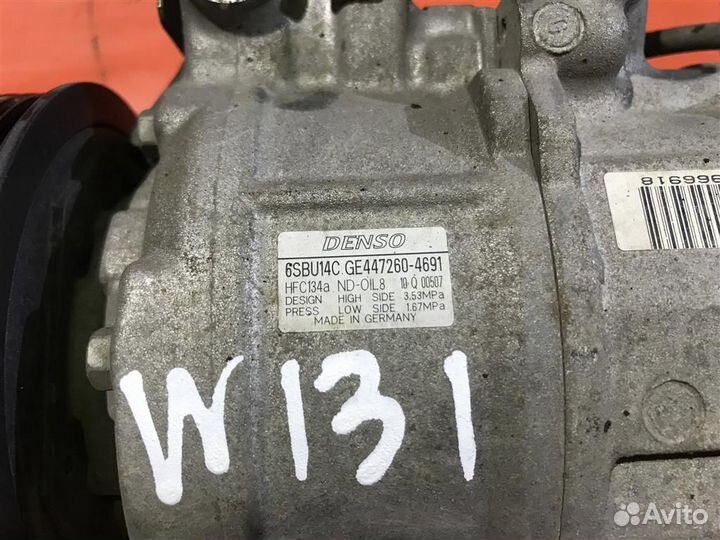 DENSO
6SBU14C GE447260-4691
HFC134a ND-OIL8 10 Q 00507
DESIGN HIGH SIDE 3.53MPa
PRESS LOW SIDE 1.67MPa
MADE IN GERMANY
W131
Avito